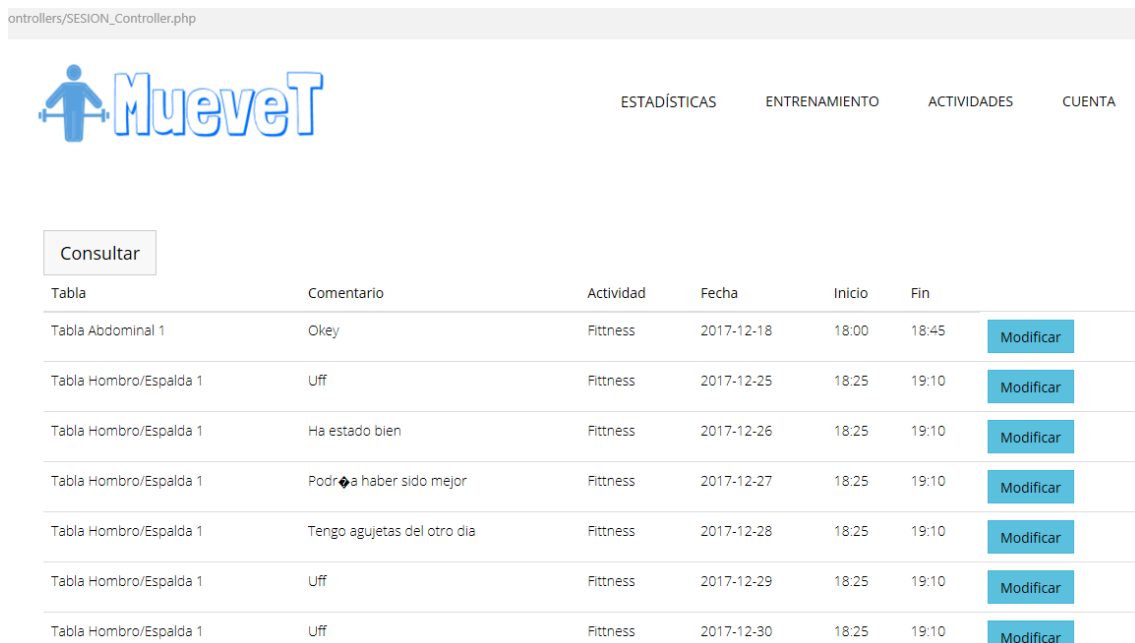 ontrollers/SESION_Controller.php
MueveT
ESTADÍSTICAS ENTRENAMIENTO ACTIVIDADES CUENTA
Consultar
Tabla Comentario Actividad Fecha Inicio Fin
Tabla Abdominal 1 Okey Fittness 2017-12-18 18:00 18:45 Modificar
Tabla Hombro/Espalda 1 Uff Fittness 2017-12-25 18:25 19:10 Modificar
Tabla Hombro/Espalda 1 Ha estado bien Fittness 2017-12-26 18:25 19:10 Modificar
Tabla Hombro/Espalda 1 Podr�a haber sido mejor Fittness 2017-12-27 18:25 19:10 Modificar
Tabla Hombro/Espalda 1 Tengo agujetas del otro dia Fittness 2017-12-28 18:25 19:10 Modificar
Tabla Hombro/Espalda 1 Uff Fittness 2017-12-29 18:25 19:10 Modificar
Tabla Hombro/Espalda 1 Uff Fittness 2017-12-30 18:25 19:10 Modificar